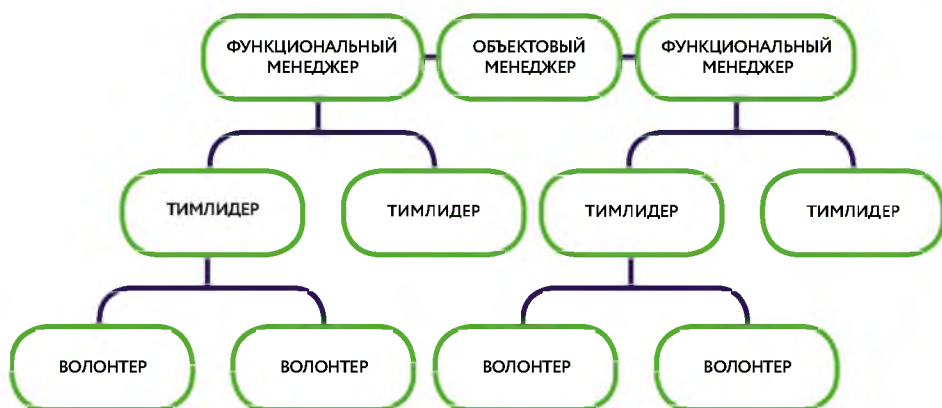 ФУНКЦИОНАЛЬНЫЙ
МЕНЕДЖЕР
ОБЪЕКТОВЫЙ
МЕНЕДЖЕР
ФУНКЦИОНАЛЬНЫЙ
МЕНЕДЖЕР
ТИМЛИДЕР
ТИМЛИДЕР
ТИМЛИДЕР
ТИМЛИДЕР
ВОЛОНТЕР
ВОЛОНТЕР
ВОЛОНТЕР
ВОЛОНТЕР